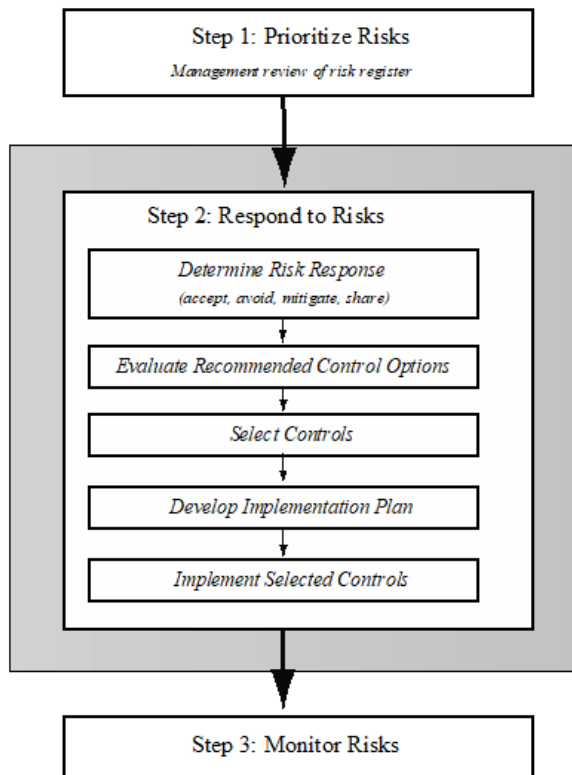 Step 1: Prioritize Risks
Management review of risk register
Step 2: Respond to Risks
Determine Risk Response
(accept, avoid, mitigate, share)
Evaluate Recommended Control Options
Select Controls
Develop Implementation Plan
Implement Selected Controls
Step 3: Monitor Risks